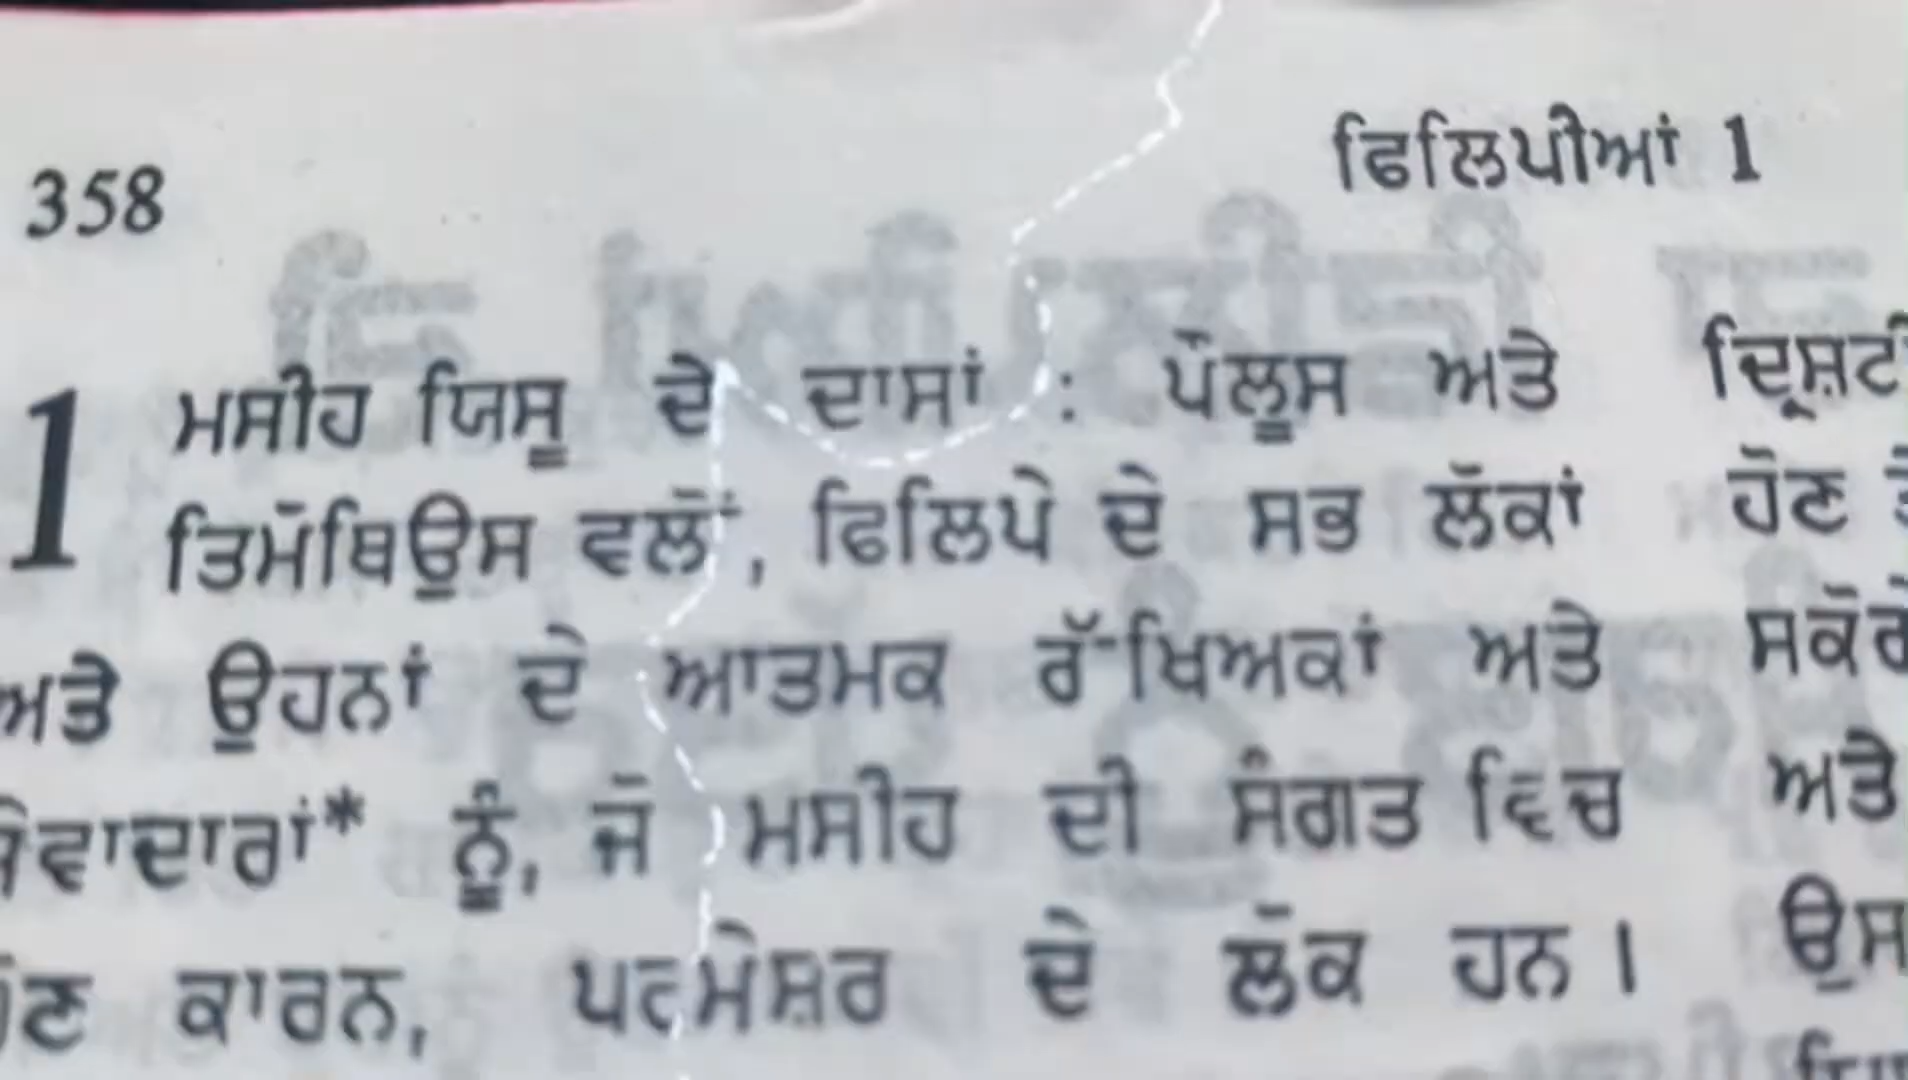 358
ਫਿਲਿਪੀਆਂ 1
1 ਮਸੀਹ ਯਿਸੂ ਦੇ ਦਾਸਾਂ : ਪੌਲੂਸ ਅਤੇ
ਤਿਮੋਥਿਉਸ ਵਲੋਂ, ਫਿਲਿਪੇ ਦੇ ਸਭ ਲੋਕਾਂ
ਅਤੇ ਉਹਨਾਂ ਦੇ ਆਤਮਕ ਰੱਖਿਅਕਾਂ ਅਤੇ
ਸੇਵਾਦਾਰਾਂ* ਨੂੰ, ਜੋ ਮਸੀਹ ਦੀ ਸੰਗਤ ਵਿਚ
ਹੋਣ ਕਾਰਨ, ਪਰਮੇਸ਼ਰ ਦੇ ਲੋਕ ਹਨ।
ਹੋਣ
ਅਤੇ
ਉਸ